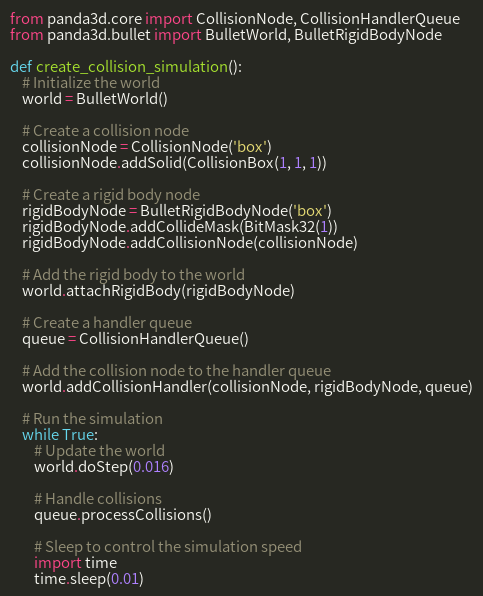 from panda3d.core import CollisionNode, CollisionHandlerQueue
from panda3d.bullet import BulletWorld, BulletRigidBodyNode

def create_collision_simulation():
    # Initialize the world
    world = BulletWorld()

    # Create a collision node
    collisionNode = CollisionNode('box')
    collisionNode.addSolid(CollisionBox(1, 1, 1))

    # Create a rigid body node
    rigidBodyNode = BulletRigidBodyNode('box')
    rigidBodyNode.addCollideMask(BitMask32(1))
    rigidBodyNode.addCollisionNode(collisionNode)

    # Add the rigid body to the world
    world.attachRigidBody(rigidBodyNode)

    # Create a handler queue
    queue = CollisionHandlerQueue()

    # Add the collision node to the handler queue
    world.addCollisionHandler(collisionNode, rigidBodyNode, queue)

    # Run the simulation
    while True:
        # Update the world
        world.doStep(0.016)

        # Handle collisions
        queue.processCollisions()

        # Sleep to control the simulation speed
        import time
        time.sleep(0.01)